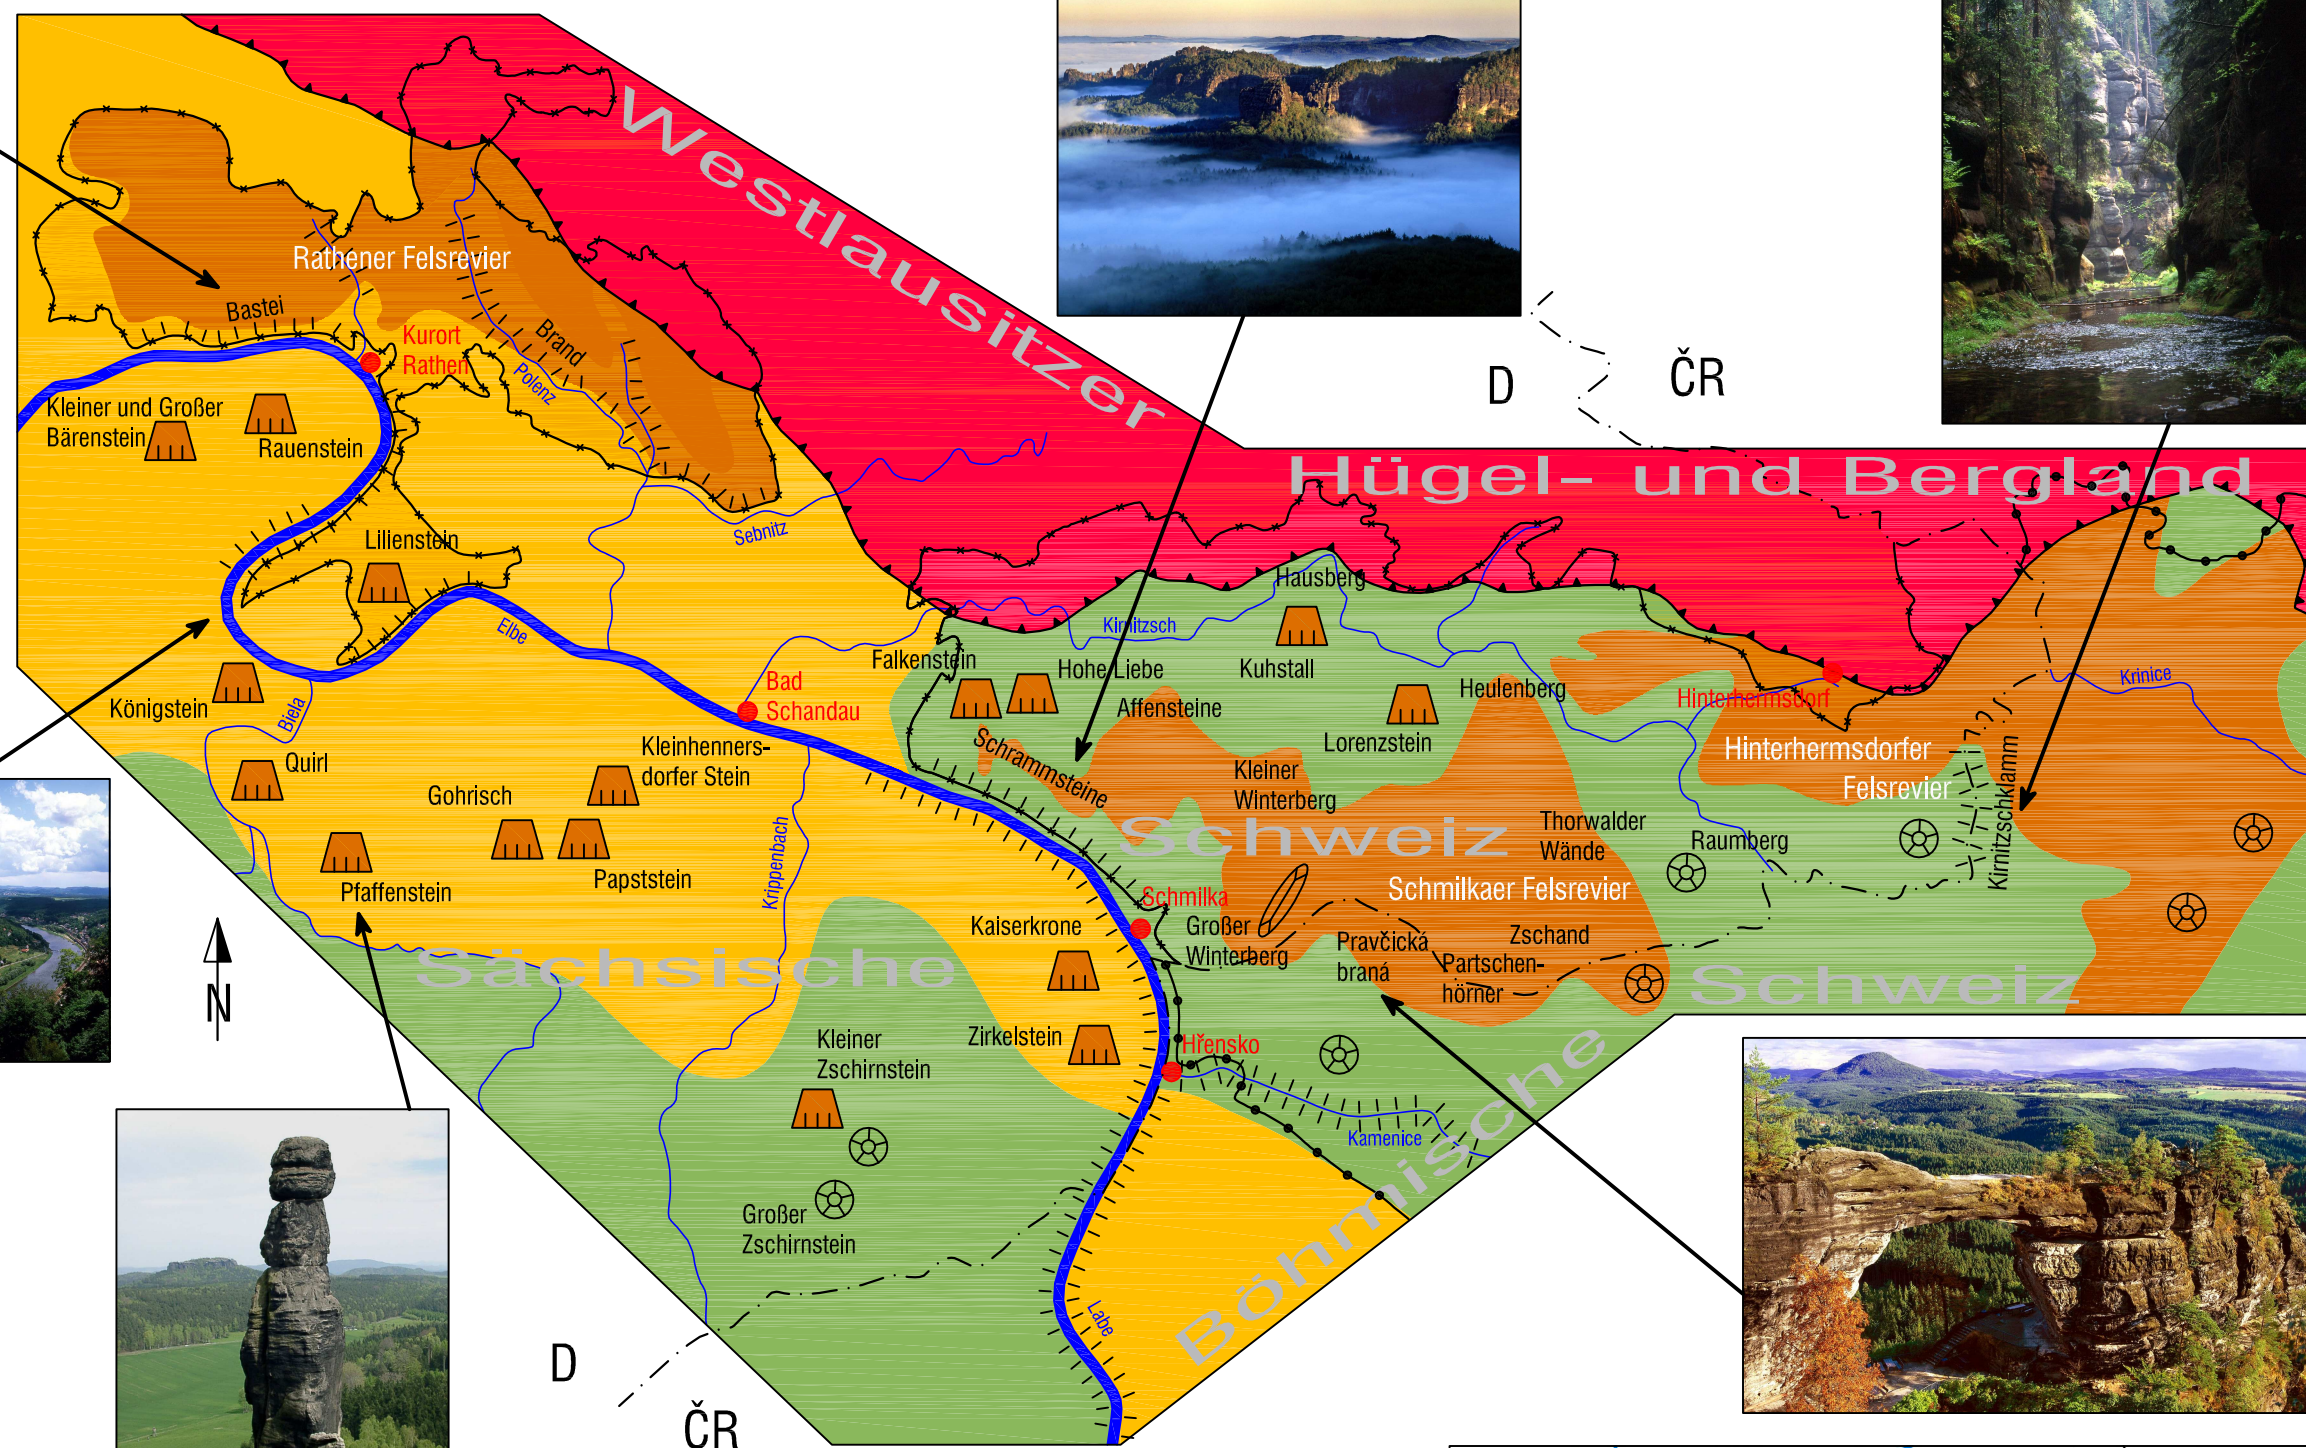 Westlausitzer
Hügel- und Bergland
D
ČR
Rathener Felsrevier
Bastei
Kurort
Rathen
Brand
Polenz
Kleiner und Großer
Bärenstein
Rauenstein
Lilienstein
Sebnitz
Elbe
Königstein
Biela
Quirl
Gohrisch
Pfaffenstein
Papststein
Kleinhenners-
dorfer Stein
Bad
Schandau
Krippenbach
Falkenstein
Hohe Liebe
Kirnitzsch
Hausberg
Kuhstall
Affensteine
Schrammsteine
Kleiner
Winterberg
Lorenzstein
Heulenberg
Hinterhermsdorf
Hinterhermsdorfer
Felsrevier
Kirnitzschklamm
Krinice
Thorwalder
Wände
Raumberg
Schmilkaer Felsrevier
Zschand
Partschen-
hörner
Pravčická
braná
Schmilka
Großer
Winterberg
Kaiserkrone
Zirkelstein
Hřensko
Kamenice
Kleiner
Zschirnstein
Großer
Zschirnstein
Labe
Sächsische
Schweiz
Böhmische
Schweiz
N
D
ČR